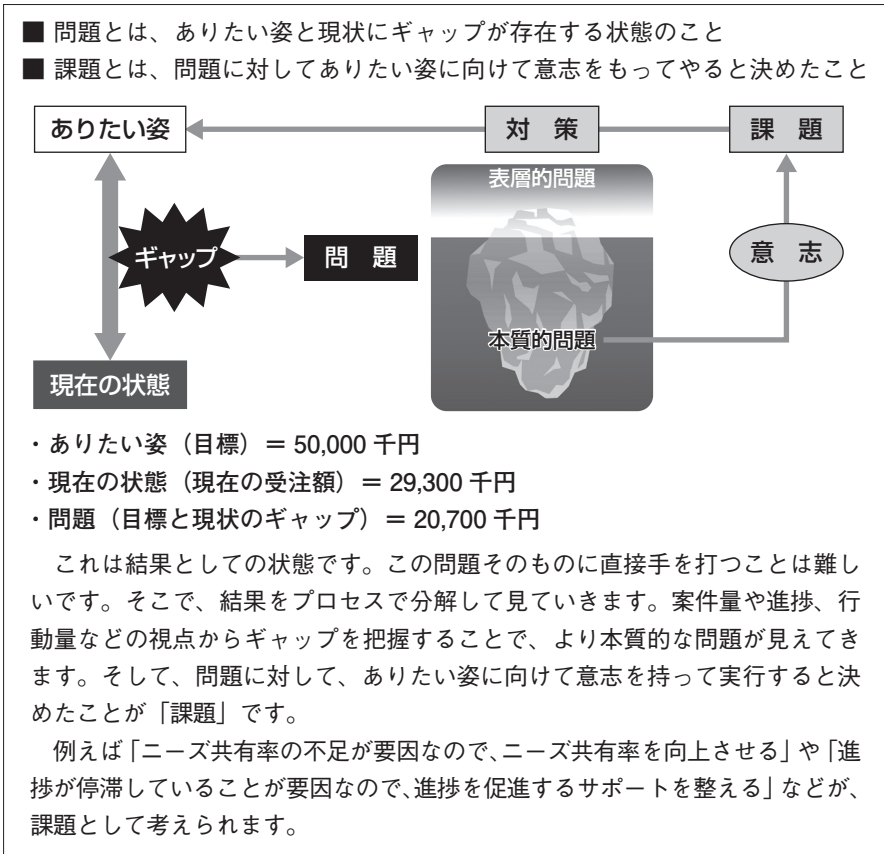 ■ 問題とは、ありたい姿と現状にギャップが存在する状態のこと
■ 課題とは、問題に対してありたい姿に向けて意志をもってやると決めたこと
ありたい姿
対　策
課　題
表層的問題
ギャップ
問　題
意　志
本質的問題
現在の状態
・ありたい姿（目標）＝ 50,000 千円
・現在の状態（現在の受注額）＝ 29,300 千円
・問題（目標と現状のギャップ）＝ 20,700 千円
　これは結果としての状態です。この問題そのものに直接手を打つことは難し
いです。そこで、結果をプロセスで分解して見ていきます。案件量や進捗、行
動量などの視点からギャップを把握することで、より本質的な問題が見えてき
ます。そして、問題に対して、ありたい姿に向けて意志を持って実行すると決
めたことが「課題」です。
　例えば「ニーズ共有率の不足が要因なので、ニーズ共有率を向上させる」や「進
捗が停滞していることが要因なので、進捗を促進するサポートを整える」などが、
課題として考えられます。